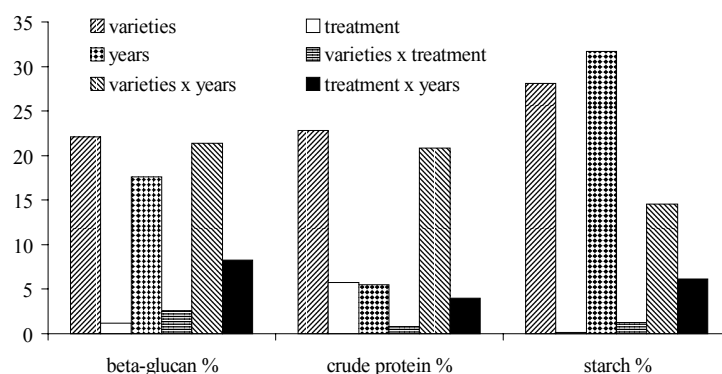 35
30
25
20
15
10
5
0
varieties
treatment
years
varieties x treatment
varieties x years
treatment x years
beta-glucan %
crude protein %
starch %